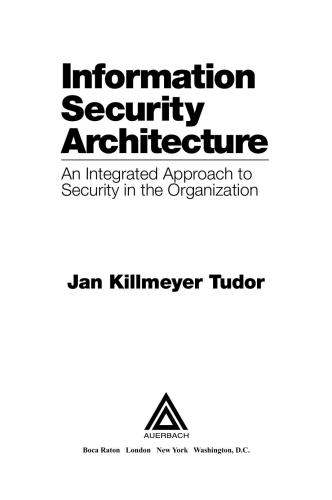 Information
Security
Architecture
An Integrated Approach to
Security in the Organization
Jan Killmeyer Tudor
AUERBACH
Boca Raton London New York Washington, D.C.